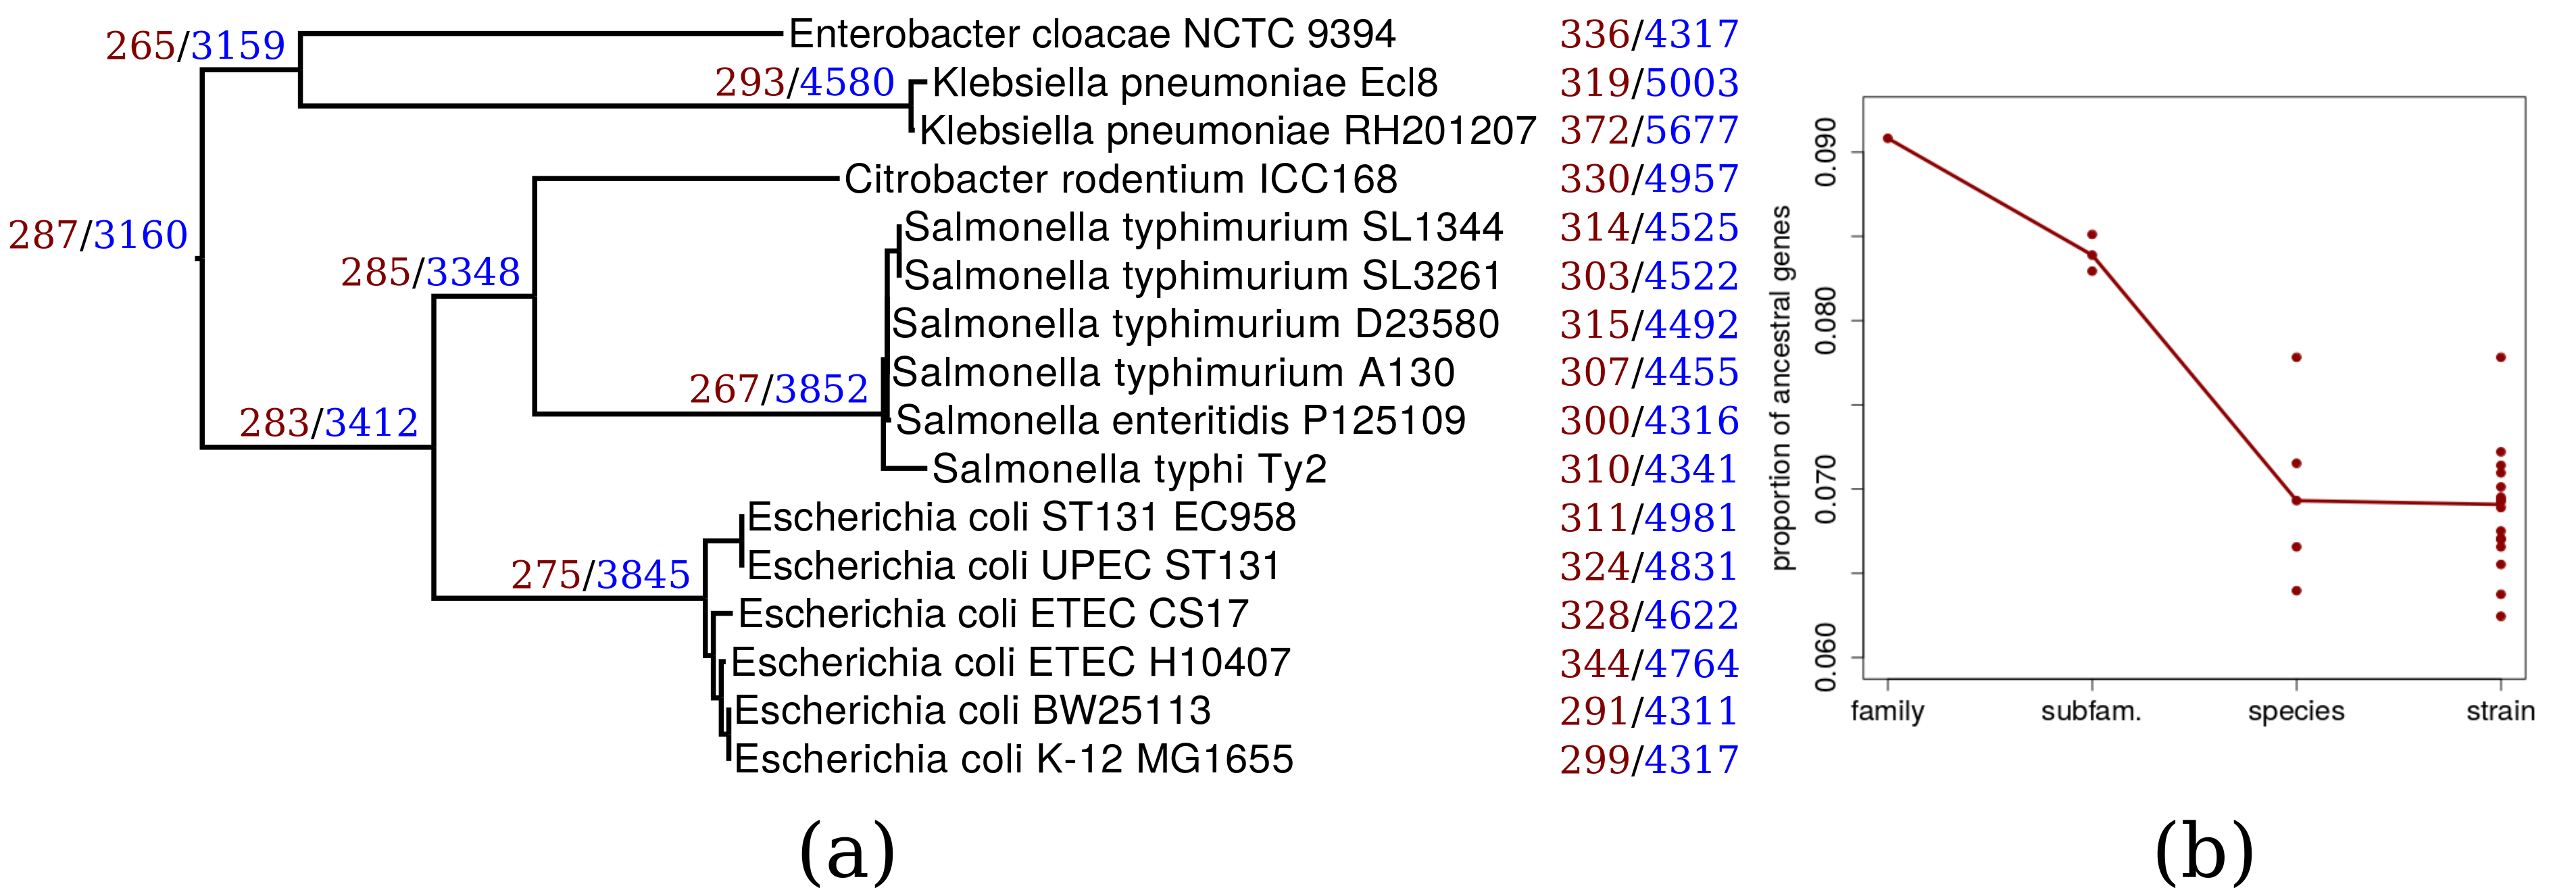 265/3159
Enterobacter cloacae NCTC 9394 336/4317
293/4580
Klebsiella pneumoniae Ecl8 319/5003
Klebsiella pneumoniae RH201207 372/5677
Citrobacter rodentium ICC168 330/4957
287/3160
Salmonella typhimurium SL1344 314/4525
285/3348
Salmonella typhimurium SL3261 303/4522
Salmonella typhimurium D23580 315/4492
267/3852
Salmonella typhimurium A130 307/4455
283/3412
Salmonella enteritidis P125109 300/4316
Salmonella typhi Ty2 310/4341
Escherichia coli ST131 EC958 311/4981
275/3845
Escherichia coli UPEC ST131 324/4831
Escherichia coli ETEC CS17 328/4622
Escherichia coli ETEC H10407 344/4764
Escherichia coli BW25113 291/4311
Escherichia coli K-12 MG1655 299/4317
(a)
proportion of ancestral genes
0.090
0.080
0.070
0.060
family subfam. species strain
(b)